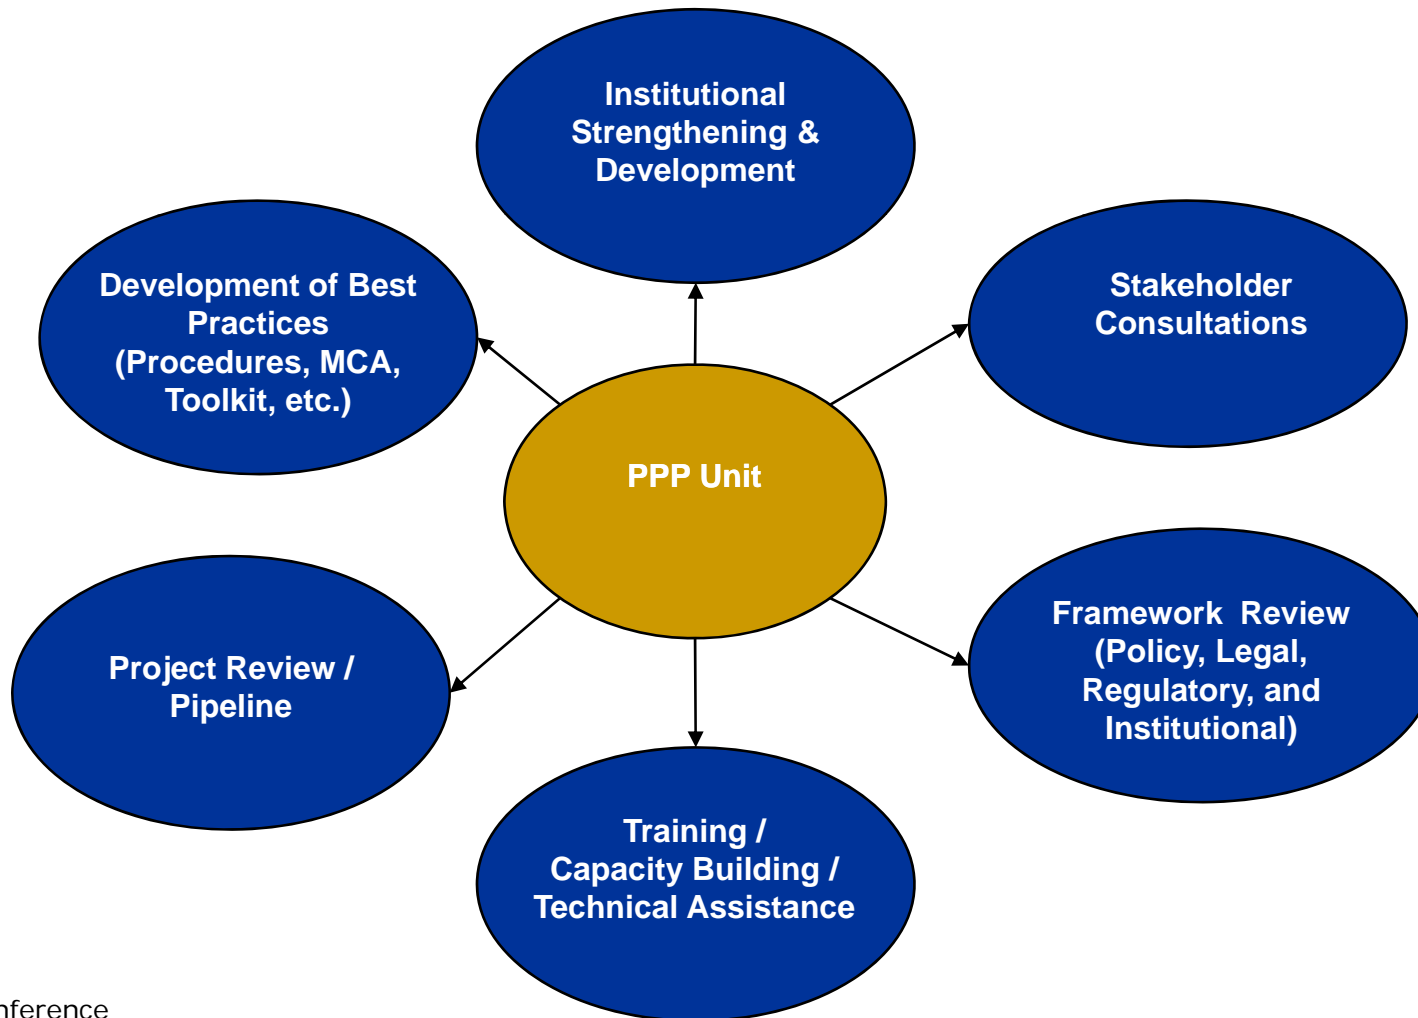 Institutional
Strengthening &
Development
Development of Best
Practices
(Procedures, MCA,
Toolkit, etc.)
Stakeholder
Consultations
PPP Unit
Project Review /
Pipeline
Framework Review
(Policy, Legal,
Regulatory, and
Institutional)
Training /
Capacity Building /
Technical Assistance
nference